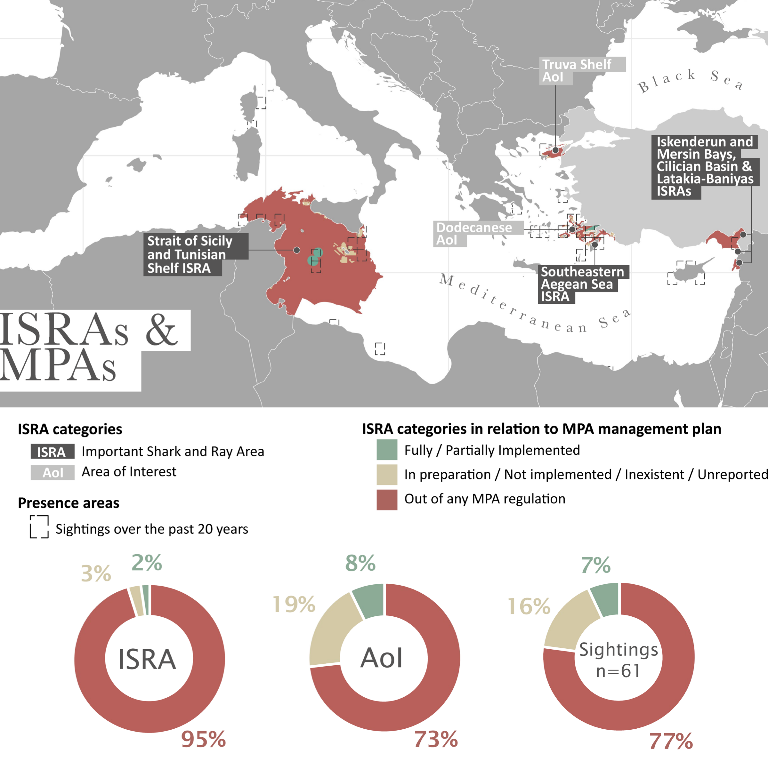 Truva Shelf
AoI
Black Sea
Iskenderun and
Mersin Bays,
Cilician Basin &
Latakia-Baniyas
ISRAs
Dodecanese
AoI
Strait of Sicily
and Tunisian
Shelf ISRA
Southeastern
Aegean Sea
ISRA
Mediterranean Sea
ISRAs &
MPAs
ISRA categories
ISRA Important Shark and Ray Area
AoI Area of Interest
Presence areas
Sightings over the past 20 years
ISRA categories in relation to MPA management plan
Fully / Partially Implemented
In preparation / Not implemented / Inexistent / Unreported
Out of any MPA regulation
3% 2%
ISRA
95%
8%
19%
AoI
73%
7%
16%
Sightings
n=61
77%